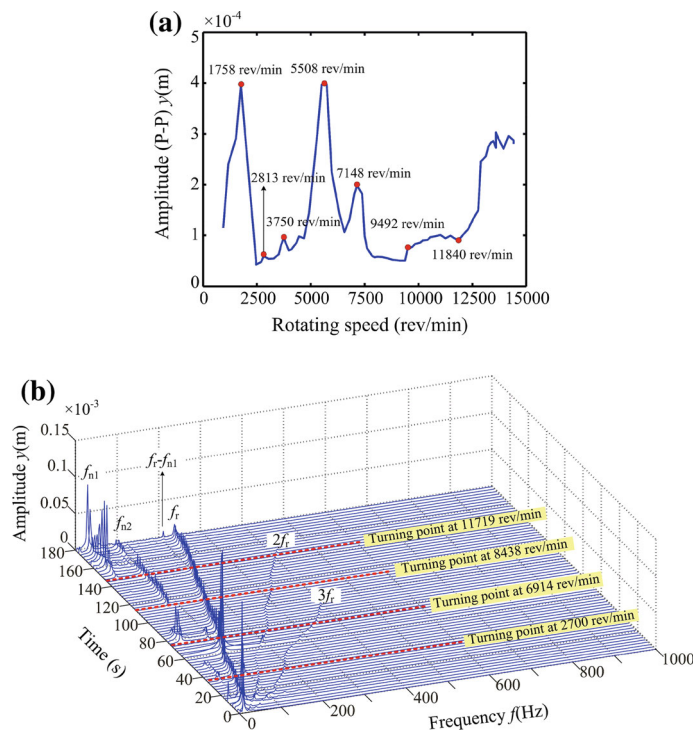 (a)
×10⁻⁴
5
4
3
2
1
0
Amplitude (P-P) y(m)
1758 rev/min
5508 rev/min
2813 rev/min
7148 rev/min
3750 rev/min
9492 rev/min
11840 rev/min
0 2500 5000 7500 10000 12500 15000
Rotating speed (rev/min)
(b)
×10⁻³
0.15
0.1
0.05
0
Amplitude y(m)
fn1
fr-fn1
fn2
fr
2fr
3fr
Turning point at 11719 rev/min
Turning point at 8438 rev/min
Turning point at 6914 rev/min
Turning point at 2700 rev/min
180
160
140
120
100
80
60
40
20
0
Time (s)
0
200
400
600
800
1000
Frequency f(Hz)